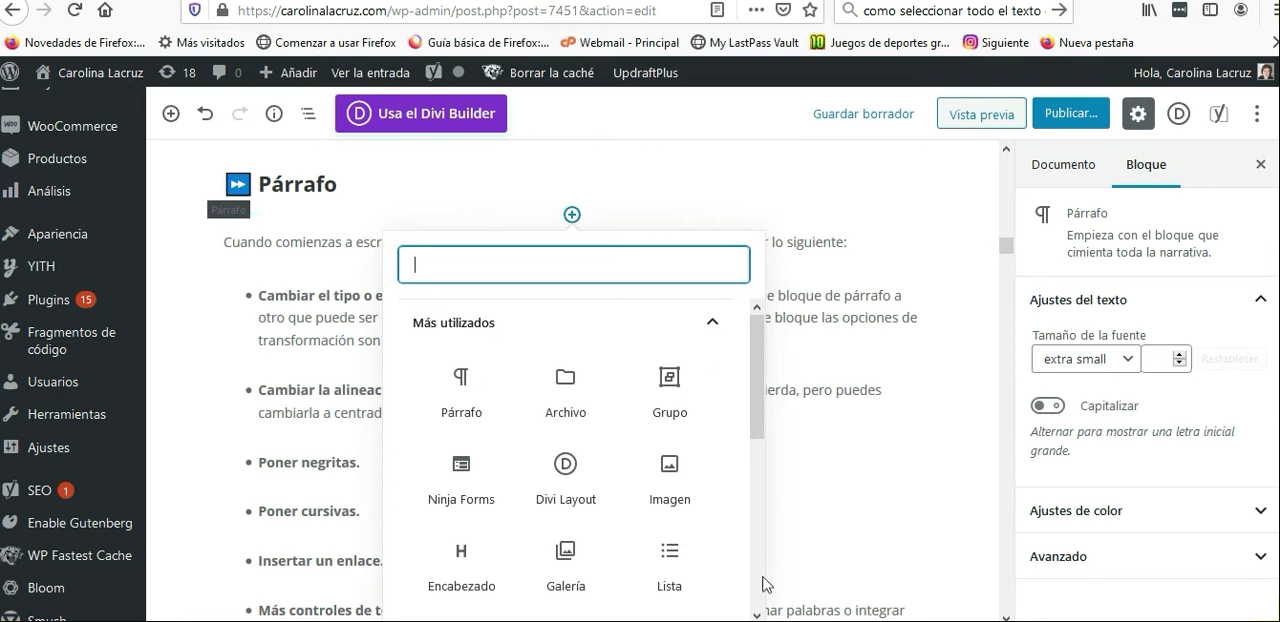 https://carolinalacruz.com/wp-admin/post.php?post=7451&action=edit
como seleccionar todo el texto
Novedades de Firefox:...
Más visitados
Comenzar a usar Firefox
Guía básica de Firefox:...
Webmail - Principal
My LastPass Vault
Juegos de deportes gr...
Siguiente
Nueva pestaña
Carolina Lacruz
18
0
Añadir
Ver la entrada
Borrar la caché
UpdraftPlus
Hola, Carolina Lacruz
WooCommerce
Productos
Análisis
Apariencia
YITH
Plugins 15
Fragmentos de
código
Usuarios
Herramientas
Ajustes
SEO 1
Enable Gutenberg
WP Fastest Cache
Bloom
Usa el Divi Builder
Guardar borrador
Vista previa
Publicar...
Párrafo
Párrafo
Cuando comienzas a escr
r lo siguiente:
Cambiar el tipo o e
e bloque de párrafo a
otro que puede ser
e bloque las opciones de
transformación son
Cambiar la alineac
ierda, pero puedes
cambiarla a centrad
Poner negritas.
Poner cursivas.
Insertar un enlace.
Más controles de te
nar palabras o integrar
Más utilizados
Párrafo
Archivo
Grupo
Ninja Forms
Divi Layout
Imagen
Encabezado
Galería
Lista
Documento
Bloque
Párrafo
Empieza con el bloque que
cimienta toda la narrativa.
Ajustes del texto
Tamaño de la fuente
extra small
Restablecer
Capitalizar
Alternar para mostrar una letra inicial
grande.
Ajustes de color
Avanzado